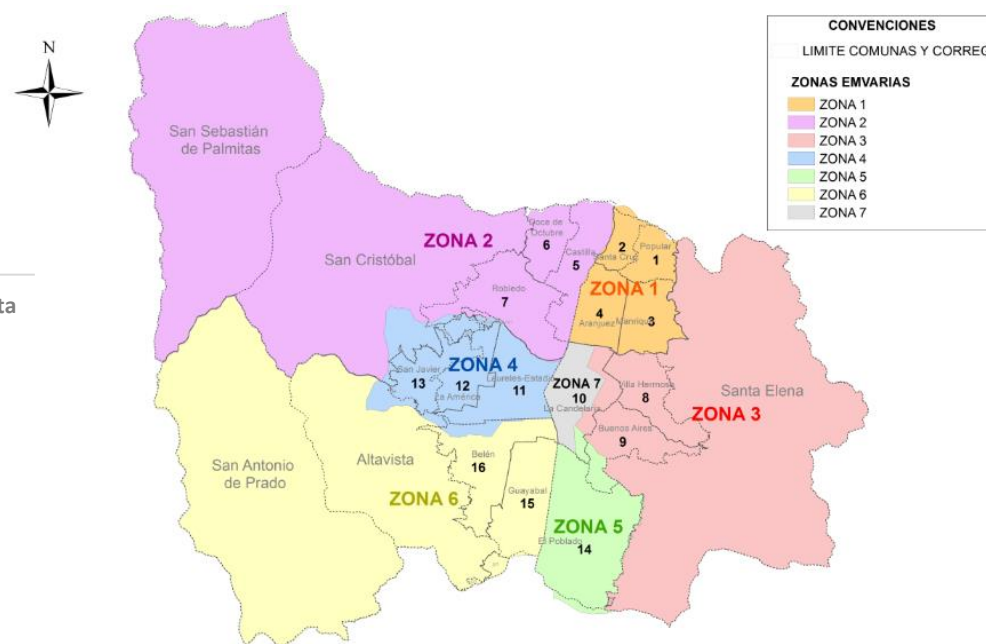 N
CONVENCIONES
LIMITE COMUNAS Y CORREG
ZONAS EMVARIAS
ZONA 1
ZONA 2
ZONA 3
ZONA 4
ZONA 5
ZONA 6
ZONA 7
San Sebastián
de Palmitas
ta
San Cristóbal
ZONA 2
Doce de
Octubre
6
Castilla
5
Robledo
7
2
Santa Cruz
Popular
1
ZONA 1
4
Aranjuez
Manrique
3
ZONA 4
San Javier
13
12
La América
Laureles-Estadio
11
ZONA 7
10
La Candelaria
Villa Hermosa
8
Santa Elena
ZONA 3
Buenos Aires
9
San Antonio
de Prado
Altavista
Belén
16
ZONA 6
Guayabal
15
ZONA 5
El Poblado
14